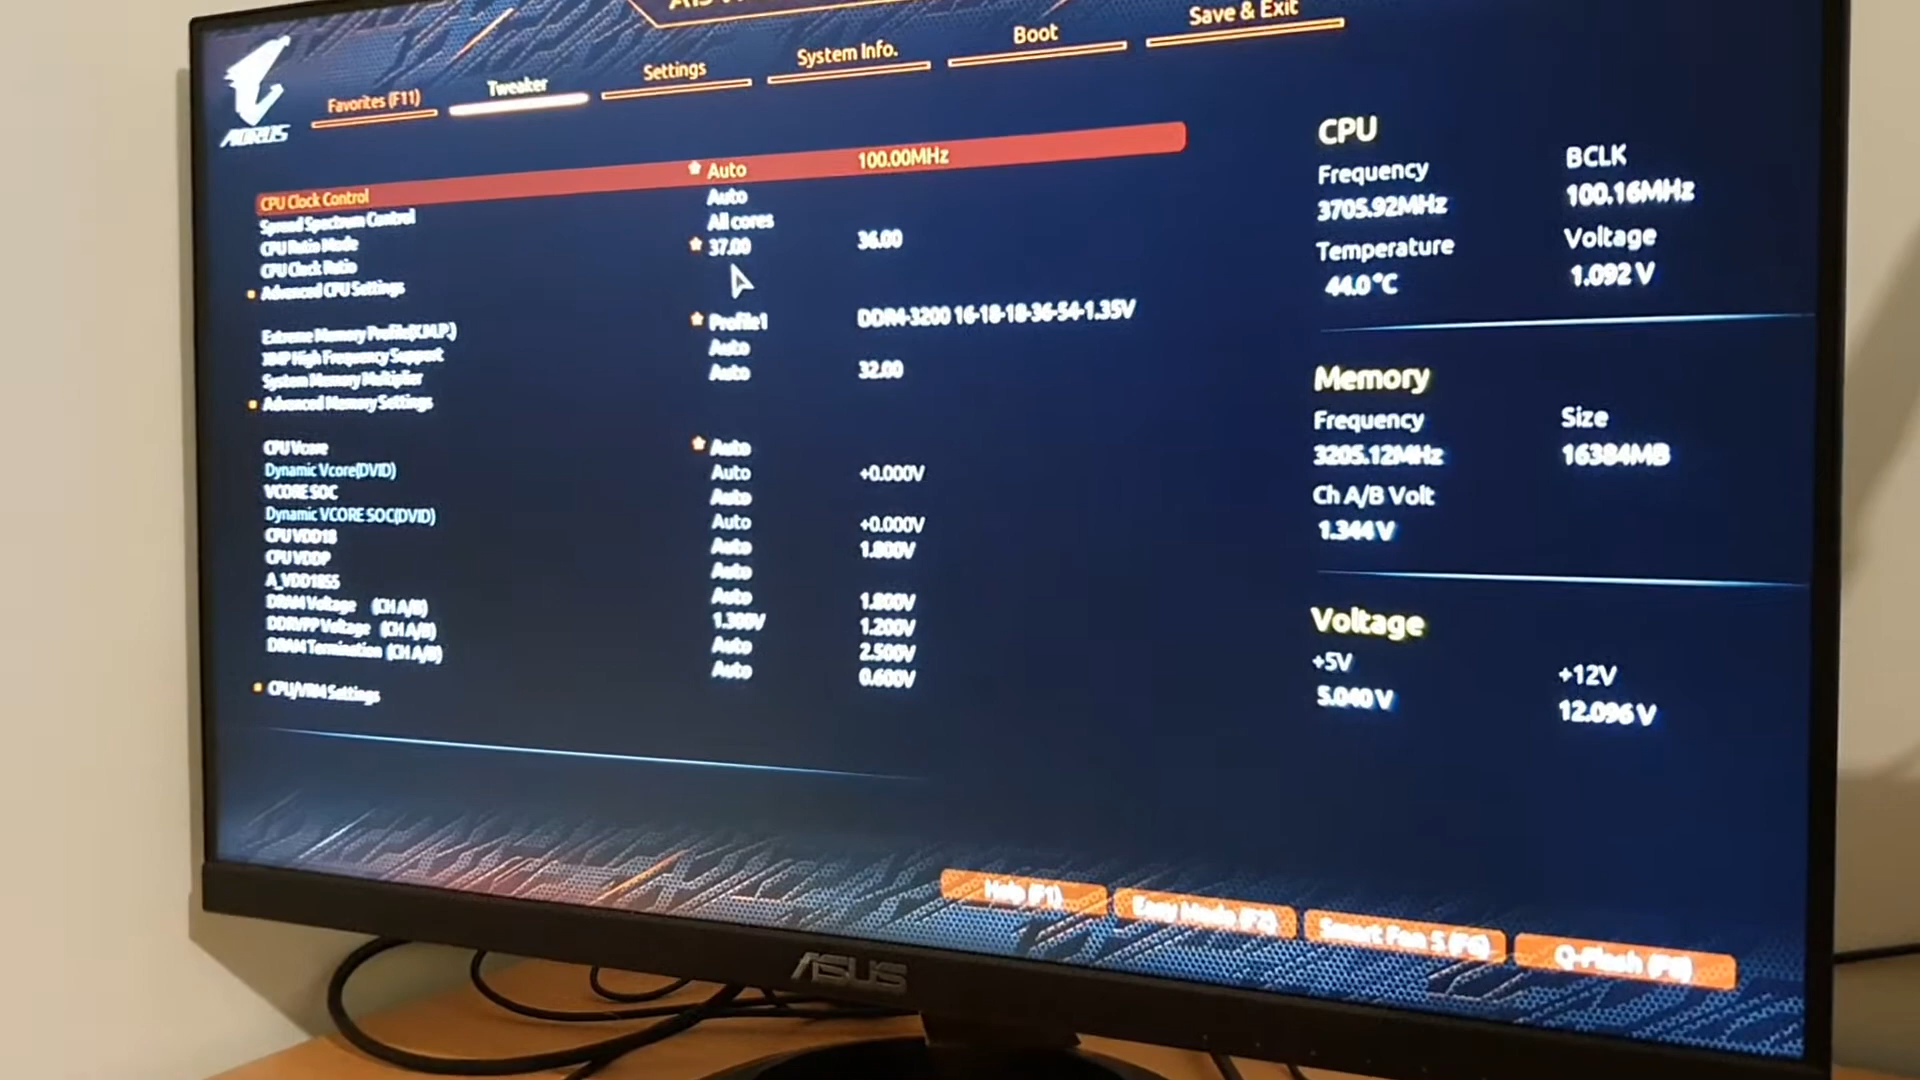 Favorites (F11) Tweaker Settings System Info. Boot Save & Exit
AORUS
CPU Clock Control Auto 100.00MHz
Spread Spectrum Control Auto
CPU Ratio Mode All cores
CPU Clock Ratio 37.00 36.00
Advanced CPU Settings
Extreme Memory Profile(X.M.P.) Profile1 DDR4-3200 16-18-18-36-54-1.35V
XMP High Frequency Support Auto
System Memory Multiplier Auto 32.00
Advanced Memory Settings
CPU Vcore Auto
Dynamic Vcore(DVID) Auto +0.000V
VCORE SOC Auto
Dynamic VCORE SOC(DVID) Auto +0.000V
CPU VDD18 Auto 1.800V
CPU VDDP Auto
A_VDD18S5 Auto 1.800V
DRAM Voltage (CH A/B) 1.200V
DDRVPP Voltage (CH A/B) Auto 2.500V
DRAM Termination (CH A/B) Auto 0.600V
CPU/VRM Settings
CPU
Frequency BCLK
3705.92MHz 100.16MHz
Temperature Voltage
44.0°C 1.092 V
Memory
Frequency Size
3205.12MHz 16384MB
Ch A/B Volt
1.344 V
Voltage
+5V +12V
5.040 V 12.096 V
Help (F1) Easy Mode (F2) Smart Fan 5 (F6) Q-Flash (F8)
ASUS